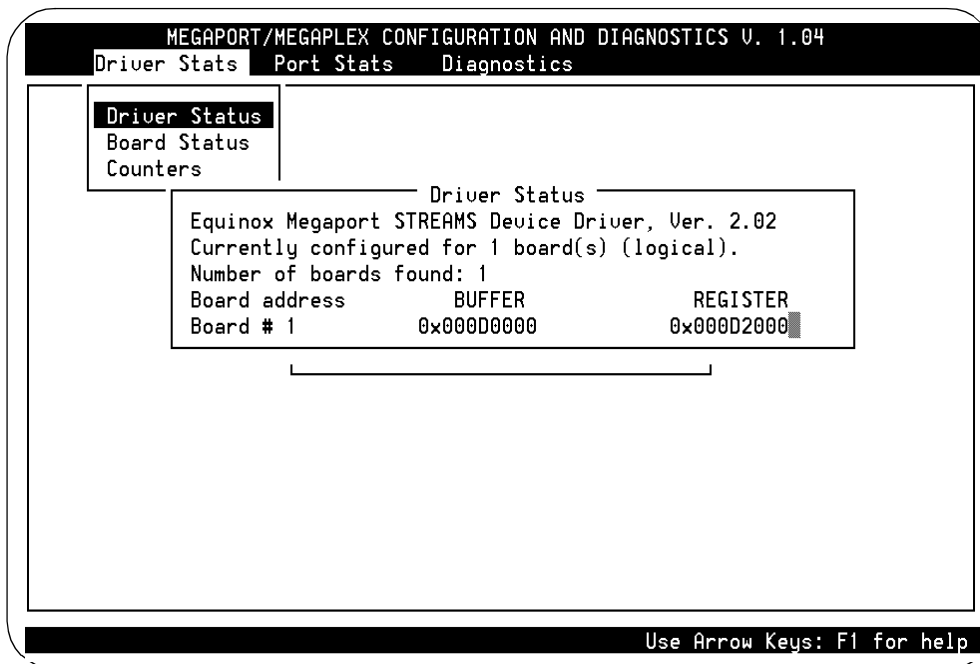 MEGAPORT/MEGAPLEX CONFIGURATION AND DIAGNOSTICS V. 1.04
Driver Stats Port Stats Diagnostics
Driver Status
Board Status
Counters
Driver Status
Equinox Megaport STREAMS Device Driver, Ver. 2.02
Currently configured for 1 board(s) (logical).
Number of boards found: 1
Board address BUFFER REGISTER
Board # 1 0x000D0000 0x000D2000
Use Arrow Keys: F1 for help